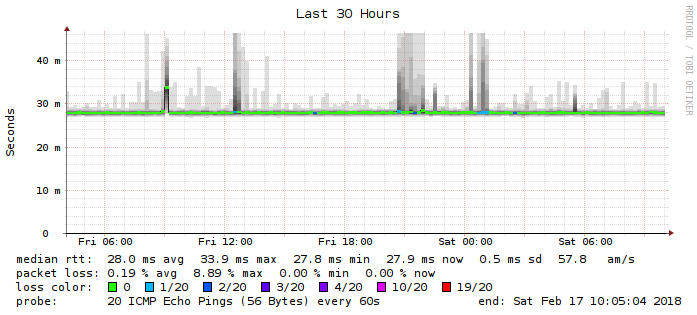 Last 30 Hours
RRDTOOL / TOBI OETIKER
Seconds
40 m
30 m
20 m
10 m
0
Fri 06:00 Fri 12:00 Fri 18:00 Sat 00:00 Sat 06:00
median rtt: 28.0 ms avg 33.9 ms max 27.8 ms min 27.9 ms now 0.5 ms sd 57.8 am/s
packet loss: 0.19 % avg 8.89 % max 0.00 % min 0.00 % now
loss color: 0 1/20 2/20 3/20 4/20 10/20 19/20
probe: 20 ICMP Echo Pings (56 Bytes) every 60s end: Sat Feb 17 10:05:04 2018